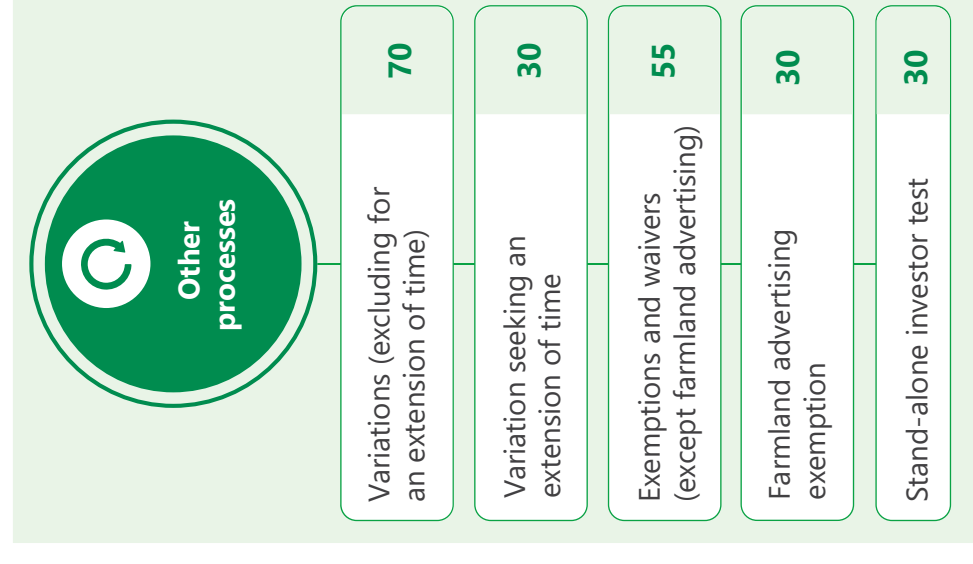 Other
processes
Variations (excluding for
an extension of time)
70
Variation seeking an
extension of time
30
Exemptions and waivers
(except farmland advertising)
55
Farmland advertising
exemption
30
Stand-alone investor test
30